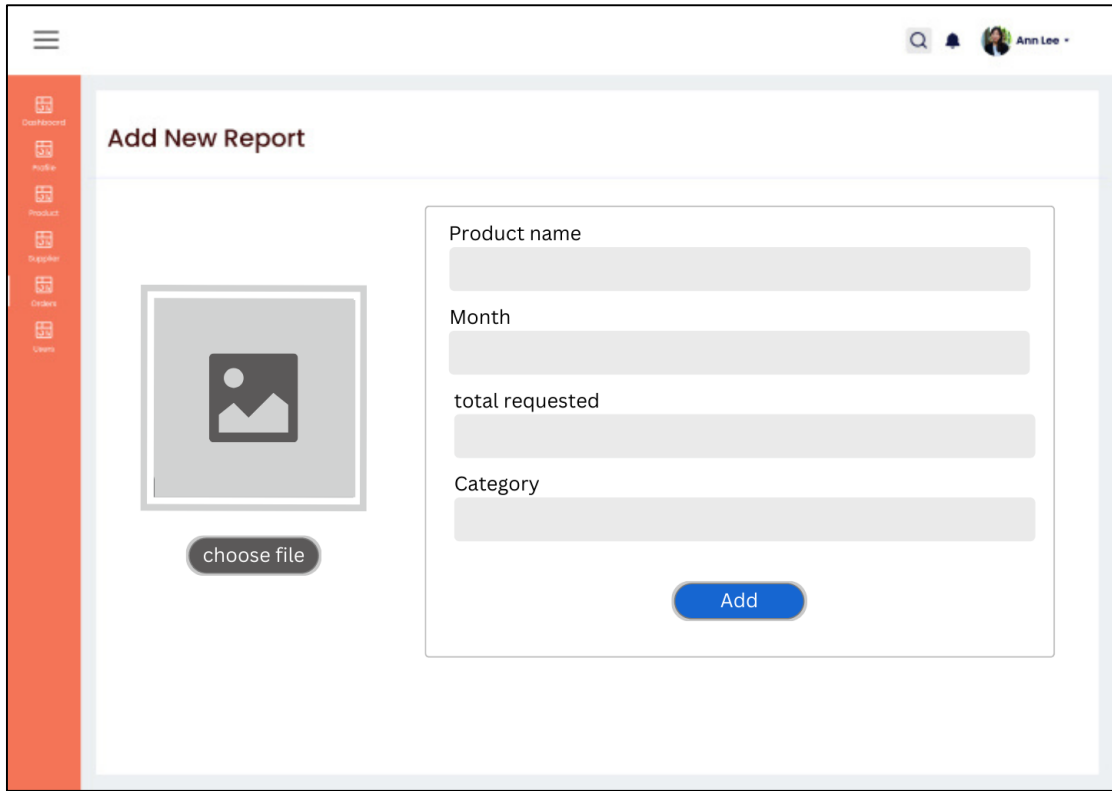 Ann Lee
Dashboard
Profile
Product
Supplier
Orders
Users
Add New Report
Product name
Month
total requested
Category
choose file
Add